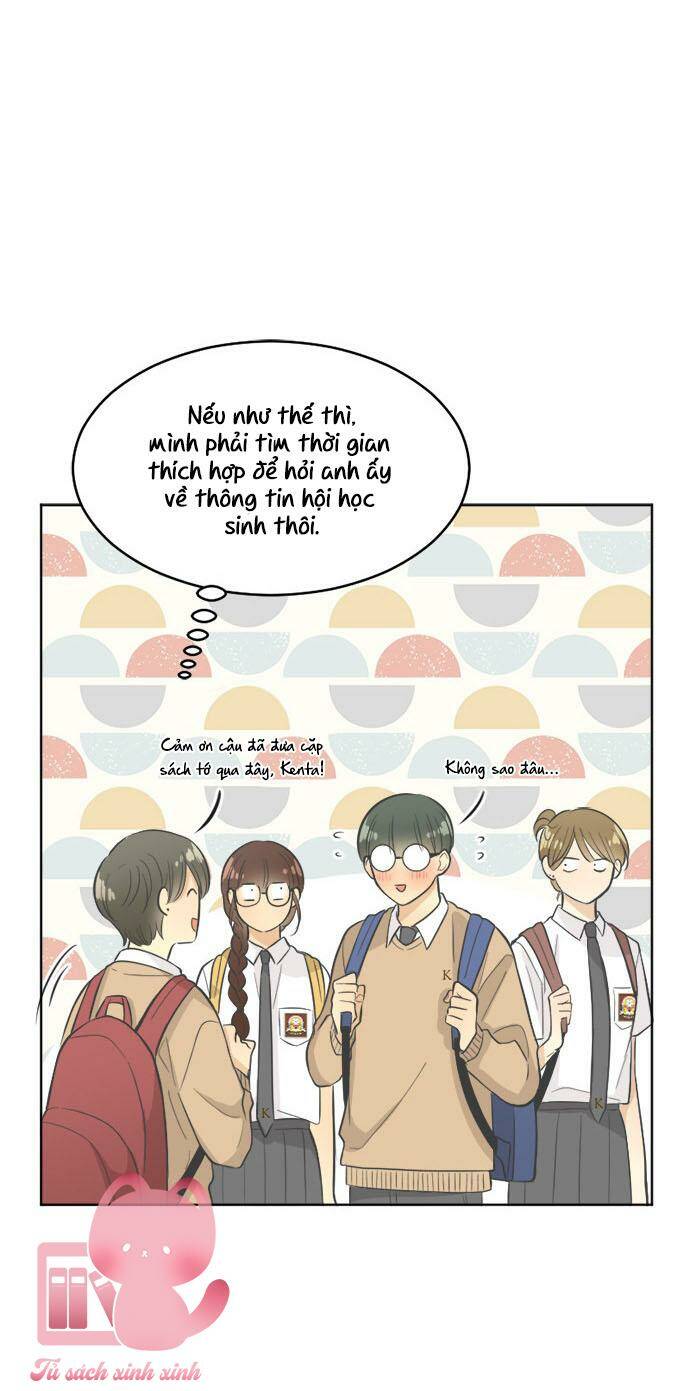 Nếu như thế thì,
mình phải tìm thời gian
thích hợp để hỏi anh ấy
về thông tin hội học
sinh thôi.
Cảm ơn cậu đã đưa cặp
sách tớ qua đây, Kenta!
Không sao đâu...
K
K
K
Tủ sách xinh xinh